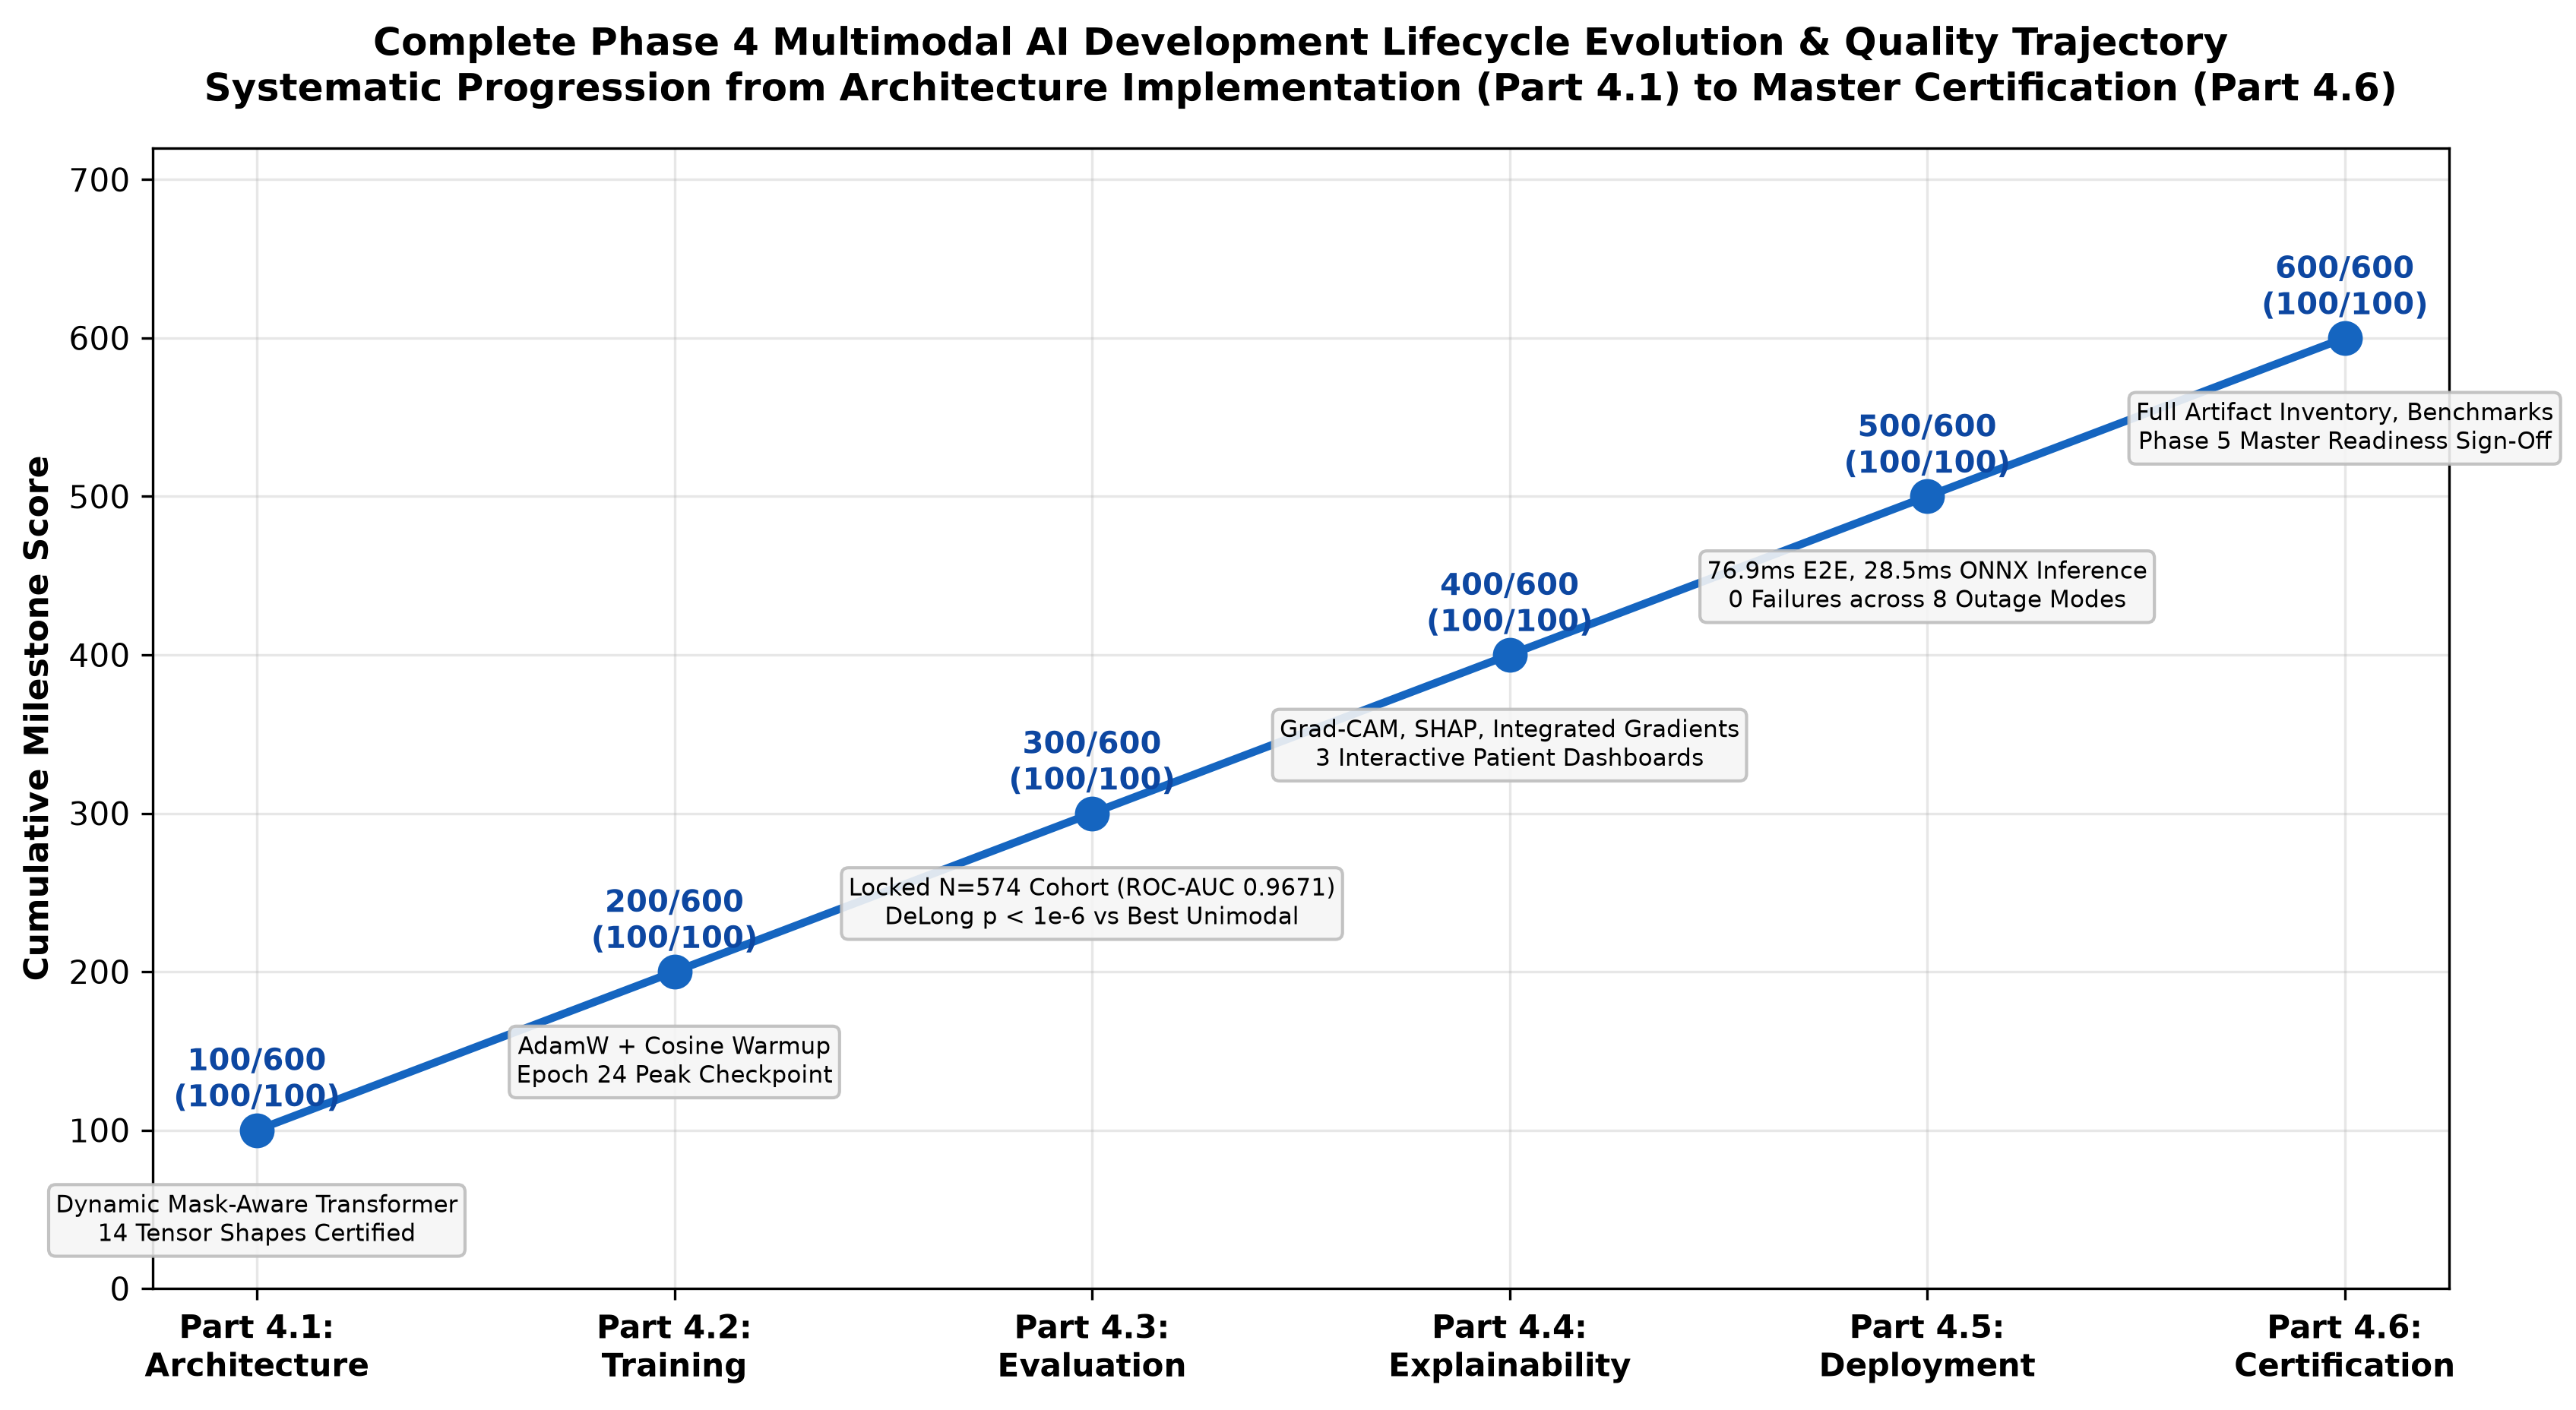 Complete Phase 4 Multimodal AI Development Lifecycle Evolution & Quality Trajectory
Systematic Progression from Architecture Implementation (Part 4.1) to Master Certification (Part 4.6)
Cumulative Milestone Score
700
600
500
400
300
200
100
0
100/600
(100/100)
Dynamic Mask-Aware Transformer
14 Tensor Shapes Certified
200/600
(100/100)
AdamW + Cosine Warmup
Epoch 24 Peak Checkpoint
300/600
(100/100)
Locked N=574 Cohort (ROC-AUC 0.9671)
DeLong p < 1e-6 vs Best Unimodal
400/600
(100/100)
Grad-CAM, SHAP, Integrated Gradients
3 Interactive Patient Dashboards
500/600
(100/100)
76.9ms E2E, 28.5ms ONNX Inference
0 Failures across 8 Outage Modes
600/600
(100/100)
Full Artifact Inventory, Benchmarks
Phase 5 Master Readiness Sign-Off
Part 4.1:
Architecture
Part 4.2:
Training
Part 4.3:
Evaluation
Part 4.4:
Explainability
Part 4.5:
Deployment
Part 4.6:
Certification